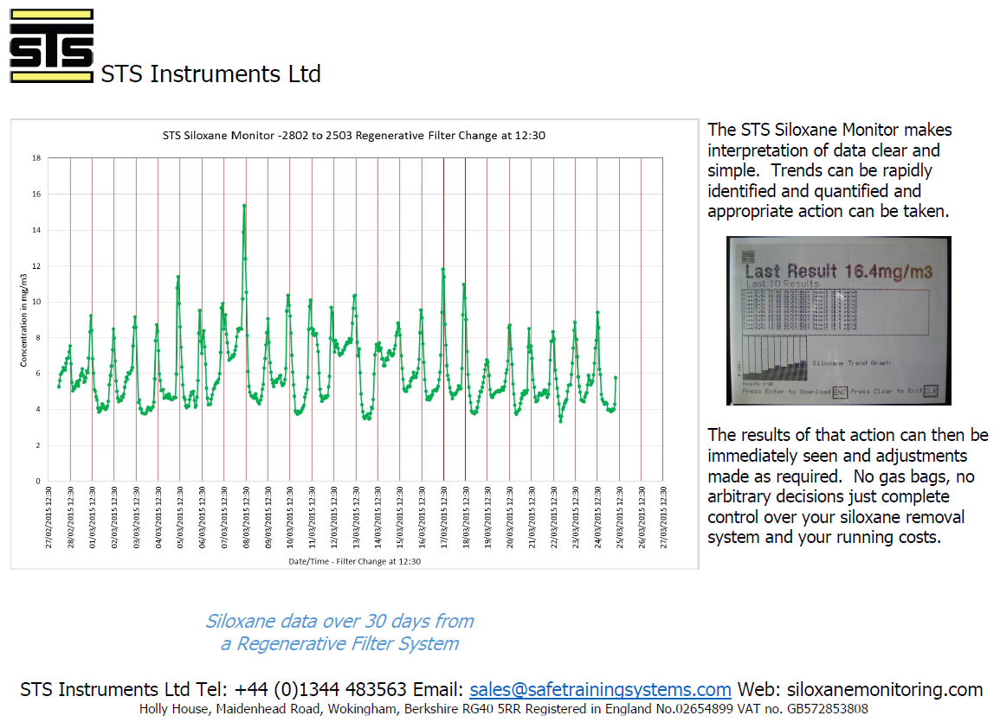 STS
STS Instruments Ltd
STS Siloxane Monitor -2802 to 2503 Regenerative Filter Change at 12:30
18
16
14
12
10
8
6
4
2
0
Concentration in mg/m3
27/02/2015 12:30
28/02/2015 12:30
01/03/2015 12:30
02/03/2015 12:30
03/03/2015 12:30
04/03/2015 12:30
05/03/2015 12:30
06/03/2015 12:30
07/03/2015 12:30
08/03/2015 12:30
09/03/2015 12:30
10/03/2015 12:30
11/03/2015 12:30
12/03/2015 12:30
13/03/2015 12:30
14/03/2015 12:30
15/03/2015 12:30
16/03/2015 12:30
17/03/2015 12:30
18/03/2015 12:30
19/03/2015 12:30
20/03/2015 12:30
21/03/2015 12:30
22/03/2015 12:30
23/03/2015 12:30
24/03/2015 12:30
25/03/2015 12:30
26/03/2015 12:30
27/03/2015 12:30
Date/Time - Filter Change at 12:30
The STS Siloxane Monitor makes
interpretation of data clear and
simple. Trends can be rapidly
identified and quantified and
appropriate action can be taken.
Last Result 16.4mg/m3
Last 10 Results
Siloxane Trend Graph
Press Enter to Download ENT Press Clear to Exit CLR
The results of that action can then be
immediately seen and adjustments
made as required. No gas bags, no
arbitrary decisions just complete
control over your siloxane removal
system and your running costs.
Siloxane data over 30 days from
a Regenerative Filter System
STS Instruments Ltd Tel: +44 (0)1344 483563 Email: sales@safetrainingsystems.com Web: siloxanemonitoring.com
Holly House, Maidenhead Road, Wokingham, Berkshire RG40 5RR Registered in England No.02654899 VAT no. GB572853808